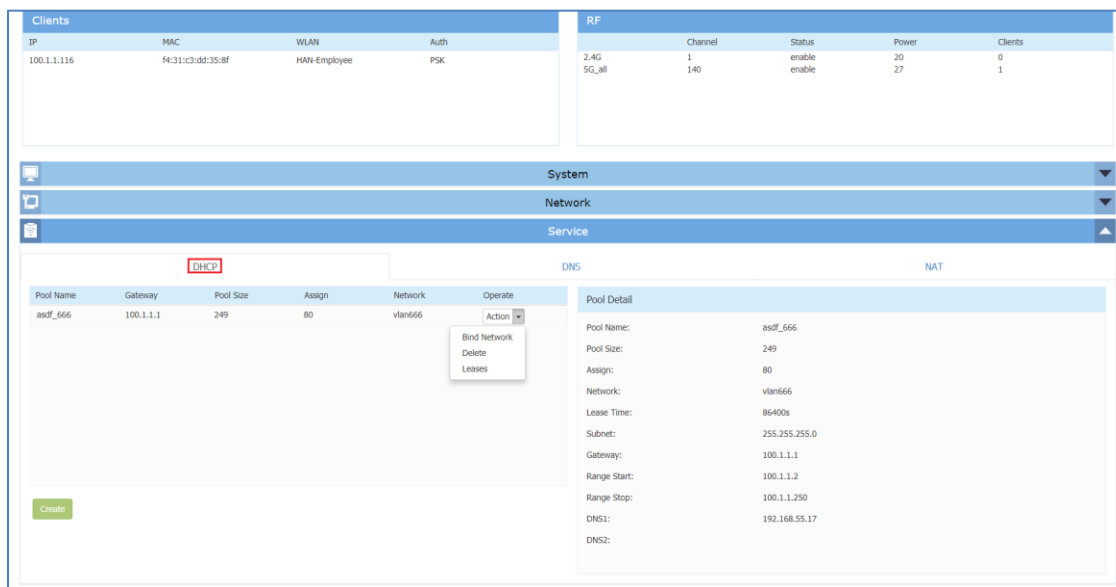 Clients
IP MAC WLAN Auth
100.1.1.116 f4:31:c3:dd:35:8f HAN-Employee PSK
RF
Channel Status Power Clients
2.4G 1 enable 20 0
5G_all 140 enable 27 1
System
Network
Service
DHCP DNS NAT
Pool Name Gateway Pool Size Assign Network Operate
asdf_666 100.1.1.1 249 80 vlan666 Action
Bind Network
Delete
Leases
Create
Pool Detail
Pool Name: asdf_666
Pool Size: 249
Assign: 80
Network: vlan666
Lease Time: 86400s
Subnet: 255.255.255.0
Gateway: 100.1.1.1
Range Start: 100.1.1.2
Range Stop: 100.1.1.250
DNS1: 192.168.55.17
DNS2: